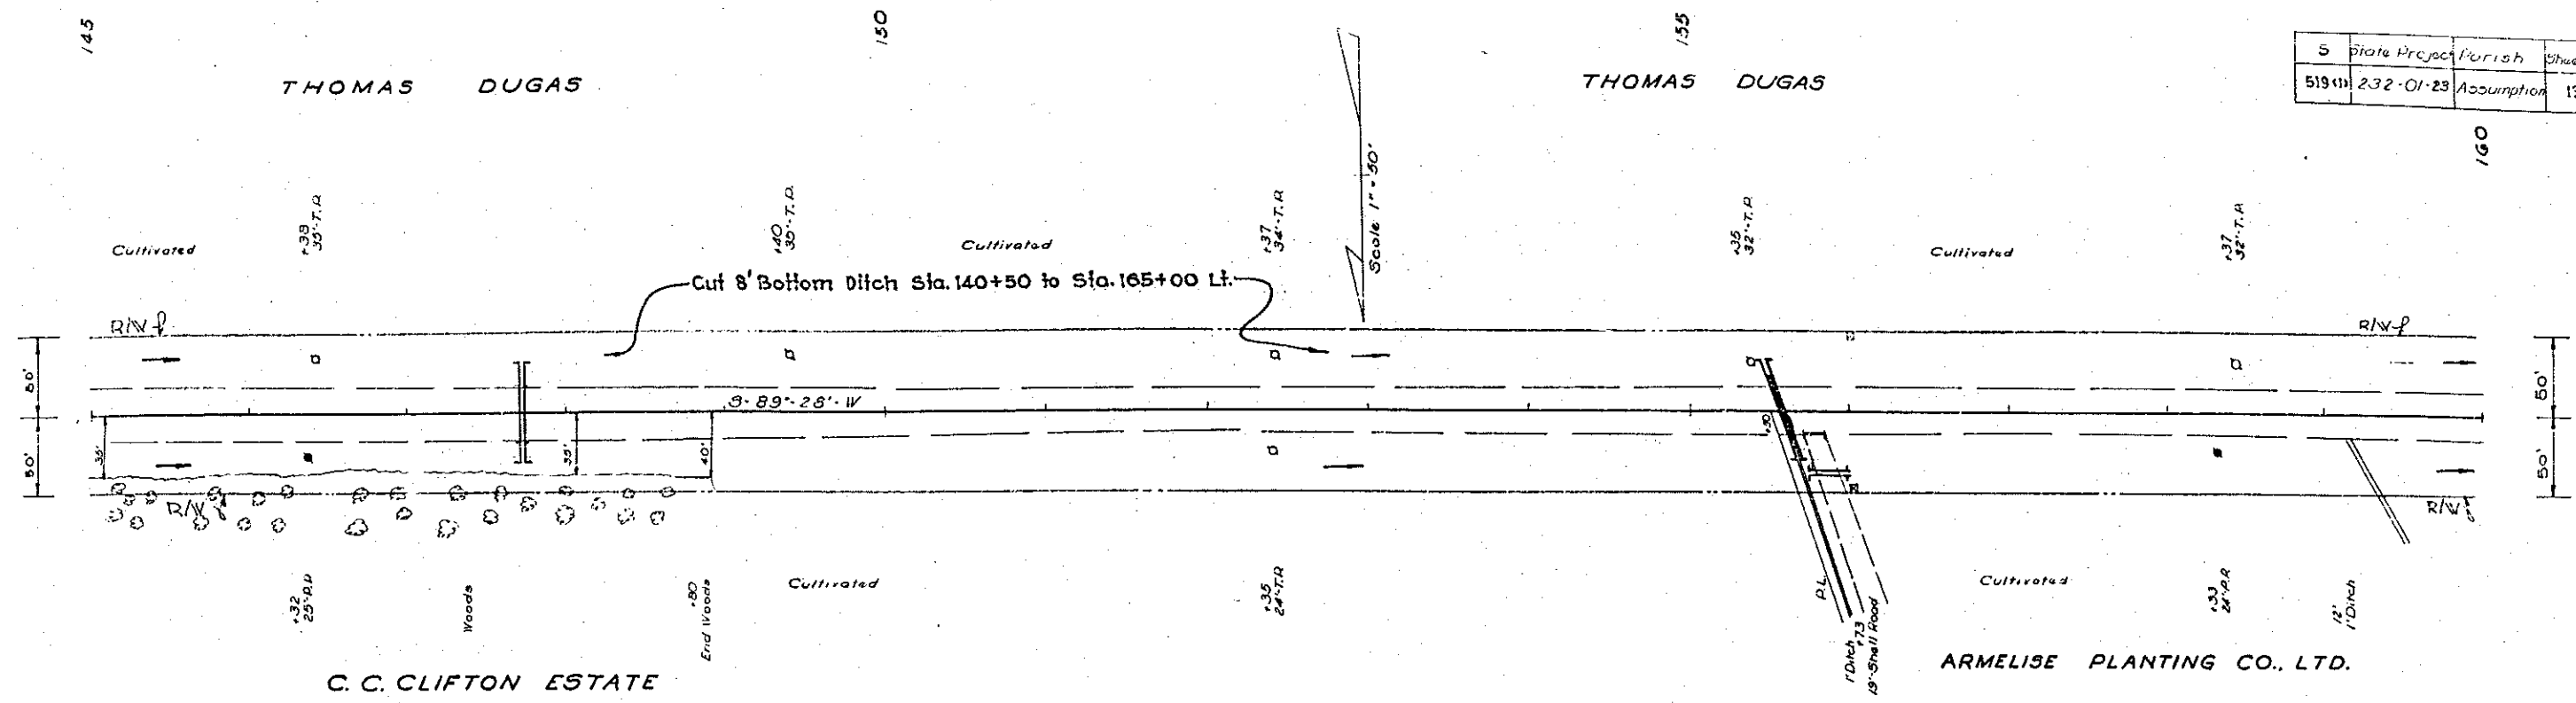 145
150
155
160
S State Project Parish
519(1) 232-01-23 Assumption
THOMAS DUGAS
THOMAS DUGAS
Scale 1" = 50'
+38
35'-T.P.
+40
35'-T.P.
+37
34'-T.P.
+35
32'-T.P.
+37
32'-T.P.
Cultivated
Cultivated
Cultivated
Cut 8' Bottom Ditch Sta. 140+50 to Sta. 165+00 Lt.
R/W
R/W
50'
50'
50'
50'
S-89°-28'-W
35'
35'
40'
+50
R/W
R/W
+32
25'-P.P.
Woods
+80
End Woods
Cultivated
+35
24'-T.P.
P.L.
1' Ditch
+73
19'-Shell Road
Cultivated
+33
24'-P.P.
12'
1' Ditch
C. C. CLIFTON ESTATE
ARMELISE PLANTING CO., LTD.